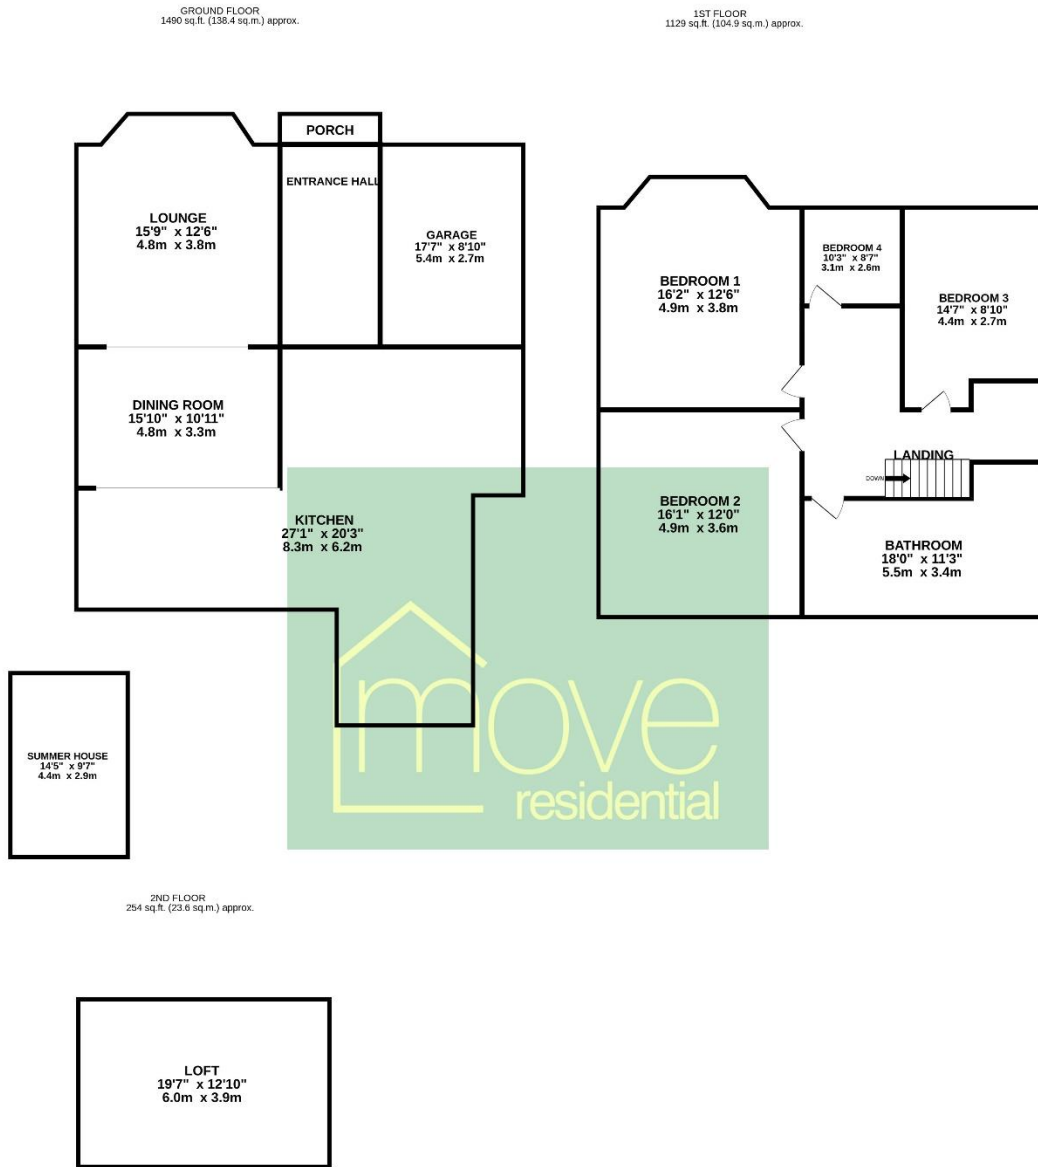 GROUND FLOOR
1490 sq.ft. (138.4 sq.m.) approx.
PORCH
ENTRANCE HALL
LOUNGE
15'9" x 12'6"
4.8m x 3.8m
GARAGE
17'7" x 8'10"
5.4m x 2.7m
DINING ROOM
15'10" x 10'11"
4.8m x 3.3m
KITCHEN
27'1" x 20'3"
8.3m x 6.2m
SUMMER HOUSE
14'5" x 9'7"
4.4m x 2.9m
1ST FLOOR
1129 sq.ft. (104.9 sq.m.) approx.
BEDROOM 4
10'3" x 8'7"
3.1m x 2.6m
BEDROOM 1
16'2" x 12'6"
4.9m x 3.8m
BEDROOM 3
14'7" x 8'10"
4.4m x 2.7m
LANDING
DOWN
BEDROOM 2
16'1" x 12'0"
4.9m x 3.6m
BATHROOM
18'0" x 11'3"
5.5m x 3.4m
move
residential
2ND FLOOR
254 sq.ft. (23.6 sq.m.) approx.
LOFT
19'7" x 12'10"
6.0m x 3.9m